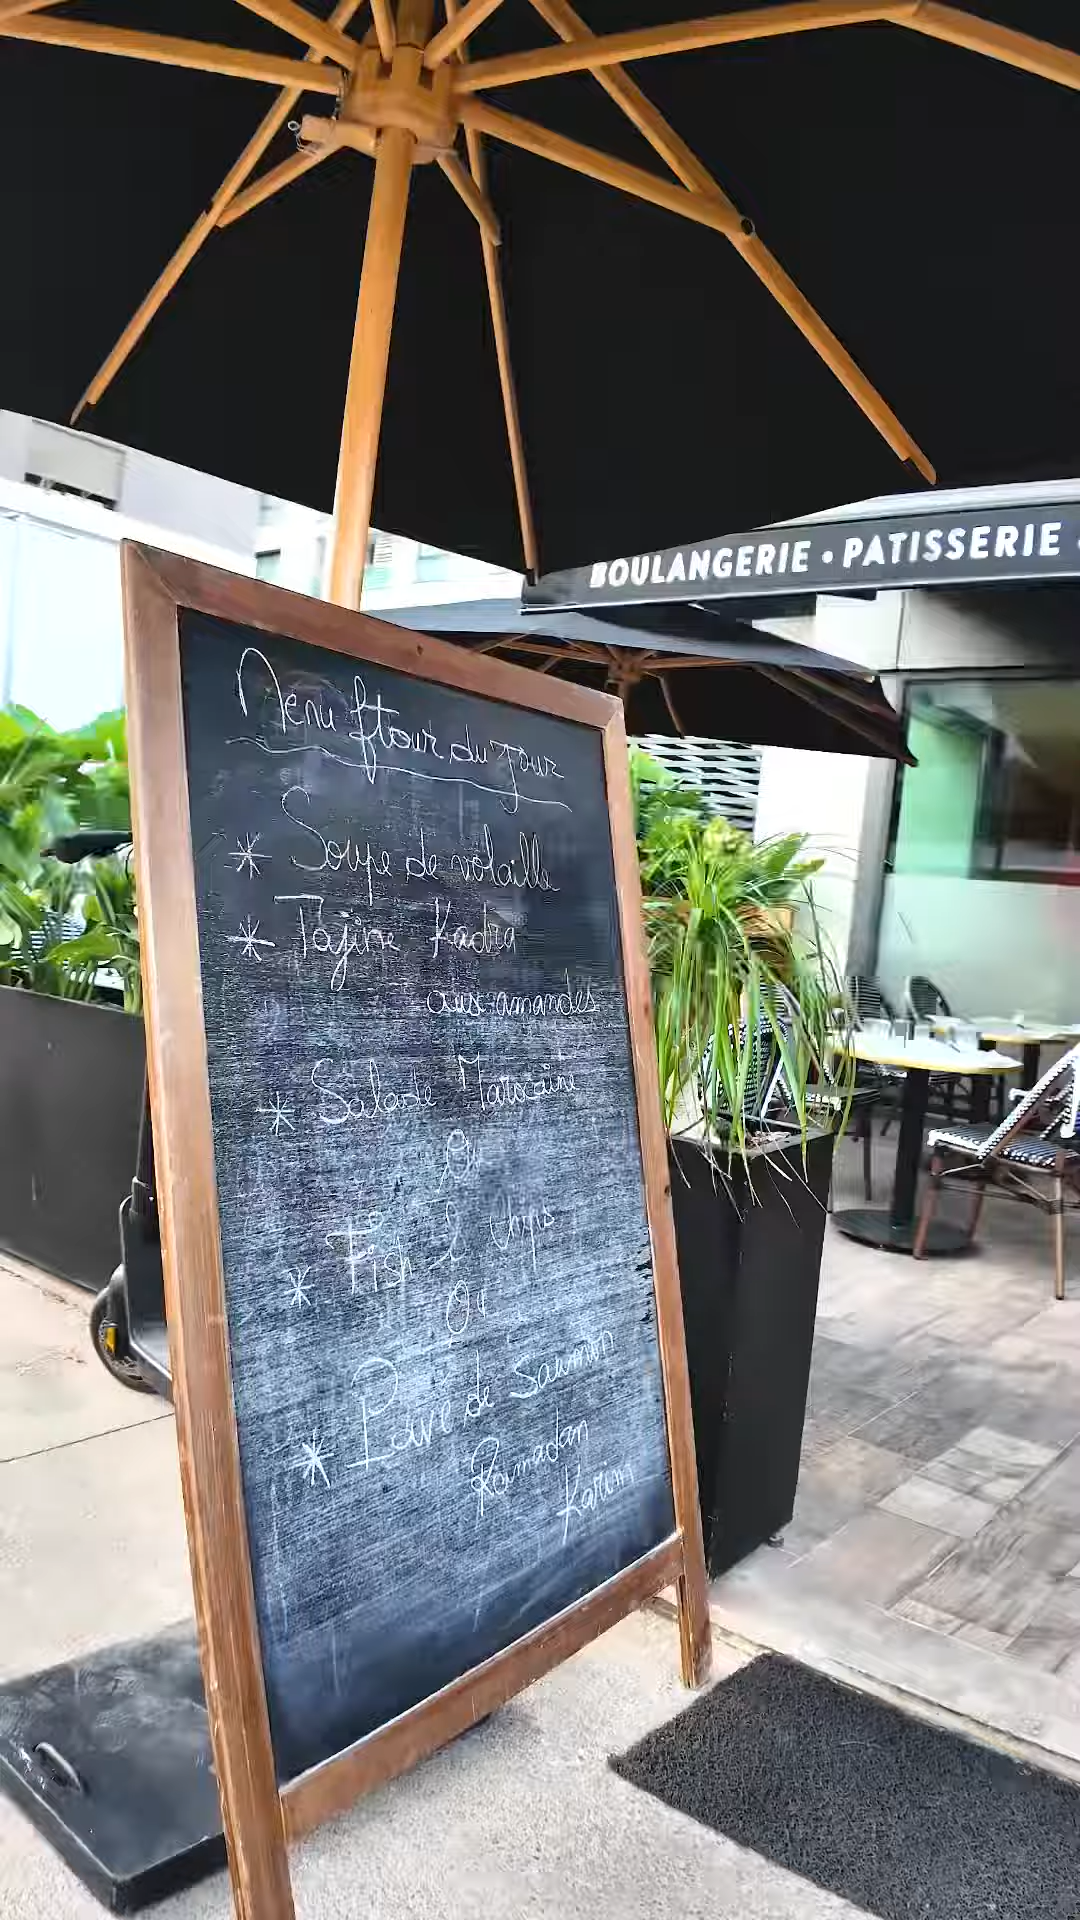 BOULANGERIE • PATISSERIE
Menu ftour du Jour
* Soupe de volaille
* Tajine Kadra
aux amandes
* Salade Marocaine
Ou
* Fish & chips
Ou
* Pavé de Saumon
Ramadan
Karim